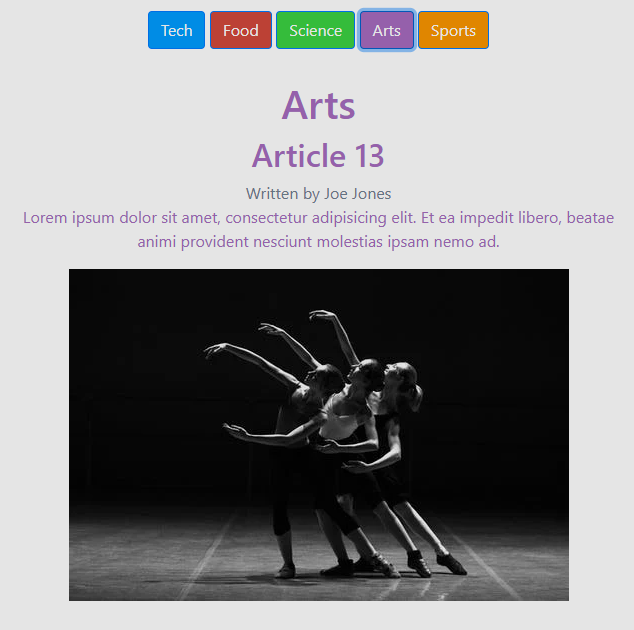 Tech Food Science Arts Sports
Arts
Article 13
Written by Joe Jones
Lorem ipsum dolor sit amet, consectetur adipisicing elit. Et ea impedit libero, beatae
animi provident nesciunt molestias ipsam nemo ad.